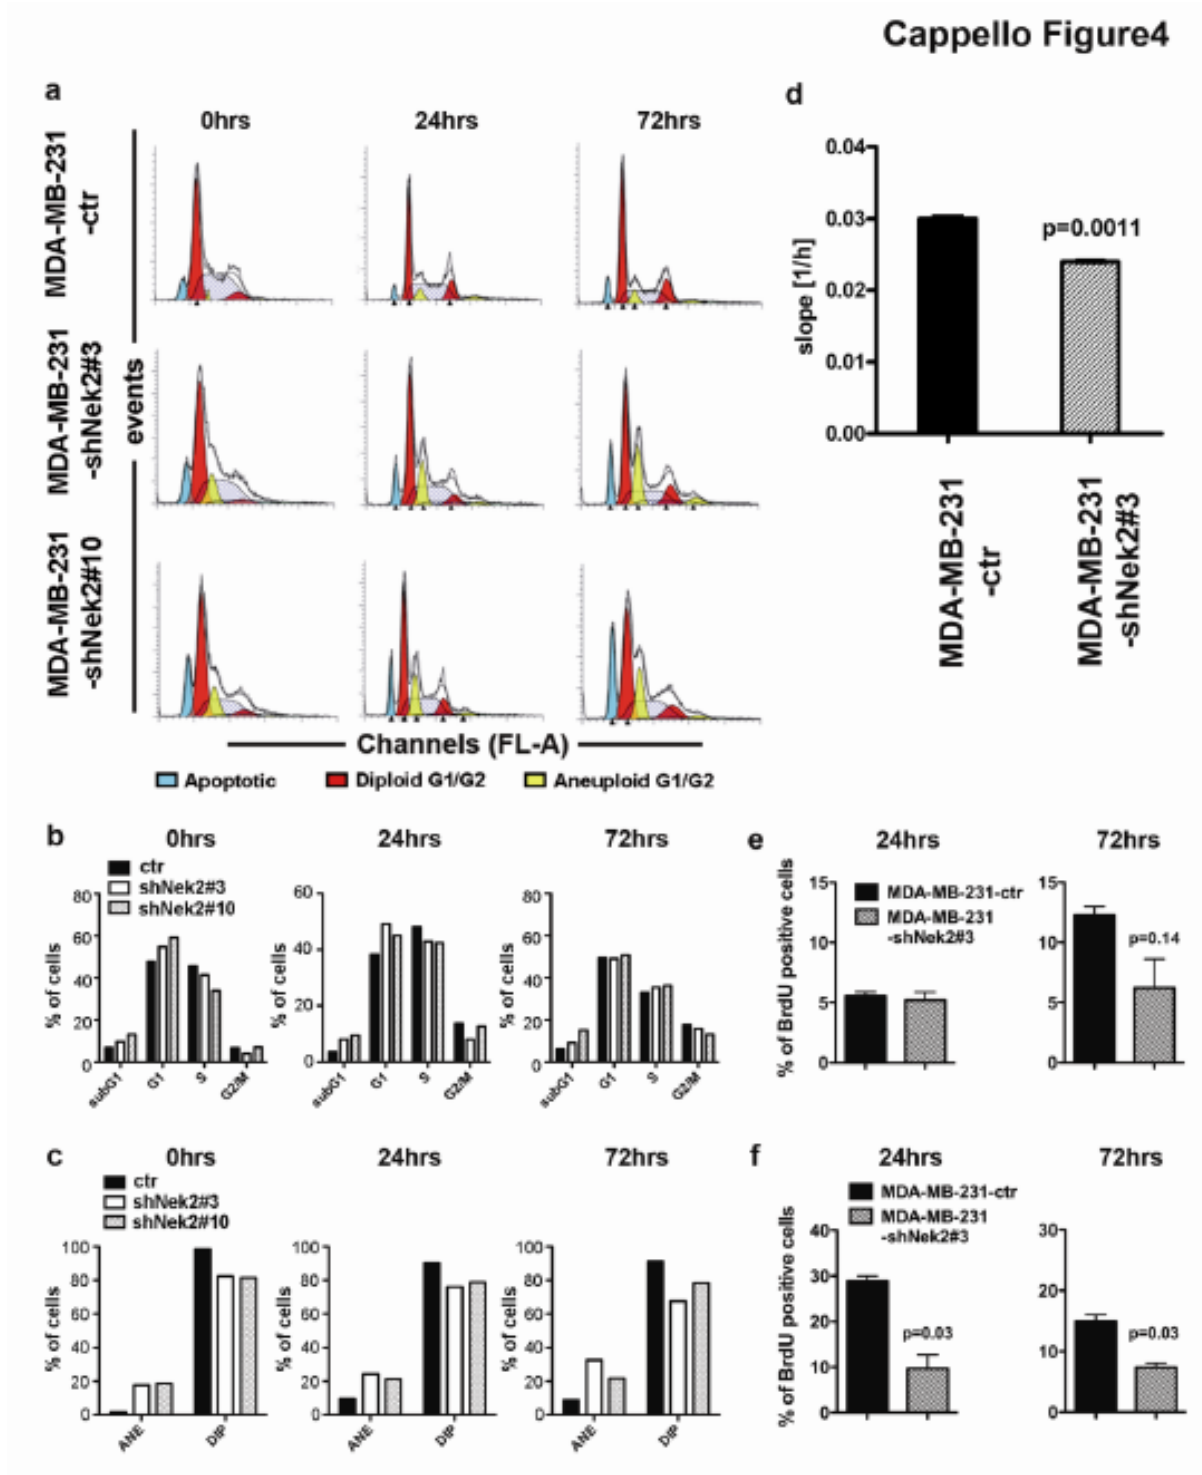 Cappello Figure4
a
0hrs
24hrs
72hrs
MDA-MB-231
-ctr
MDA-MB-231
-shNek2#3
MDA-MB-231
-shNek2#10
events
Channels (FL-A)
Apoptotic
Diploid G1/G2
Aneuploid G1/G2
d
0.04
0.03
0.02
0.01
0.00
slope [1/h]
p=0.0011
MDA-MB-231
-ctr
MDA-MB-231
-shNek2#3
b
0hrs
24hrs
72hrs
ctr
shNek2#3
shNek2#10
% of cells
80
60
40
20
0
subG1
G1
S
G2/M
% of cells
60
40
20
0
subG1
G1
S
G2/M
% of cells
80
60
40
20
0
subG1
G1
S
G2/M
e
24hrs
72hrs
MDA-MB-231-ctr
MDA-MB-231
-shNek2#3
% of BrdU positive cells
15
10
5
0
15
10
5
0
p=0.14
c
0hrs
24hrs
72hrs
ctr
shNek2#3
shNek2#10
% of cells
100
80
60
40
20
0
ANE
DIP
% of cells
100
80
60
40
20
0
ANE
DIP
% of cells
100
80
60
40
20
0
ANE
DIP
f
24hrs
72hrs
MDA-MB-231-ctr
MDA-MB-231
-shNek2#3
% of BrdU positive cells
40
30
20
10
0
p=0.03
30
20
10
0
p=0.03